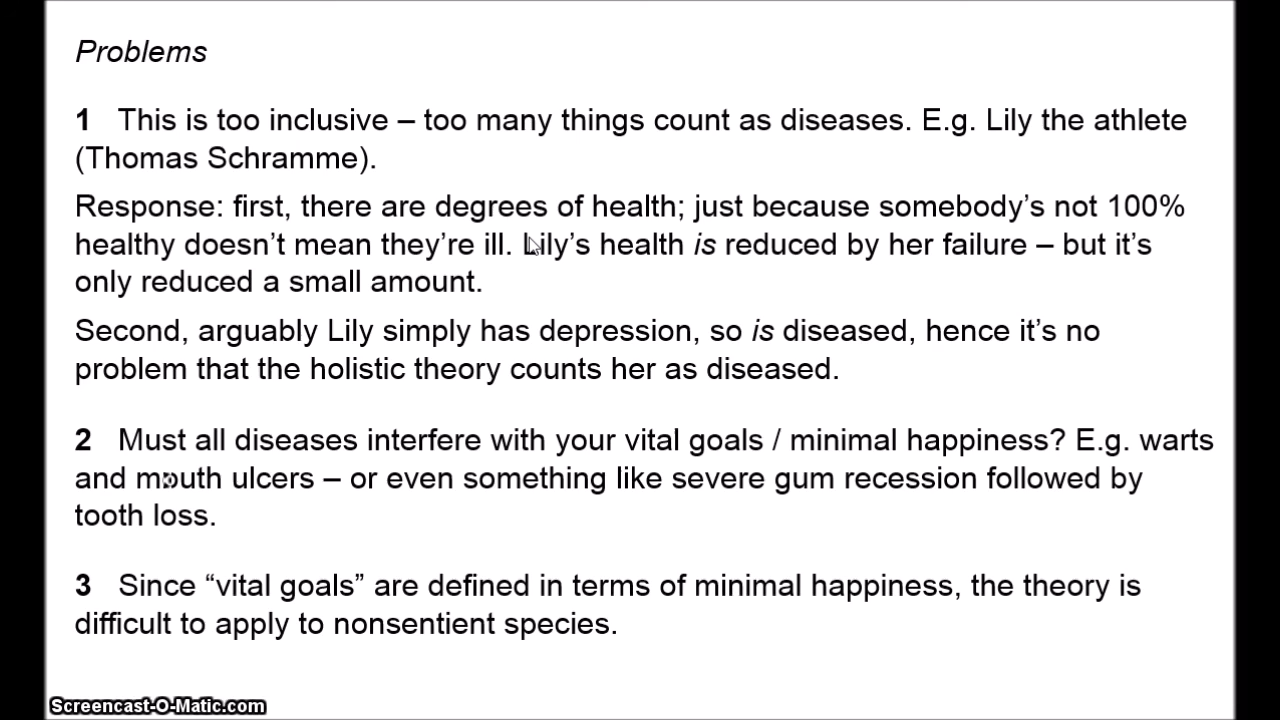 Problems
1 This is too inclusive – too many things count as diseases. E.g. Lily the athlete
(Thomas Schramme).
Response: first, there are degrees of health; just because somebody's not 100%
healthy doesn't mean they're ill. Lily's health is reduced by her failure – but it's
only reduced a small amount.
Second, arguably Lily simply has depression, so is diseased, hence it's no
problem that the holistic theory counts her as diseased.
2 Must all diseases interfere with your vital goals / minimal happiness? E.g. warts
and mouth ulcers – or even something like severe gum recession followed by
tooth loss.
3 Since “vital goals” are defined in terms of minimal happiness, the theory is
difficult to apply to nonsentient species.
Screencast-O-Matic.com